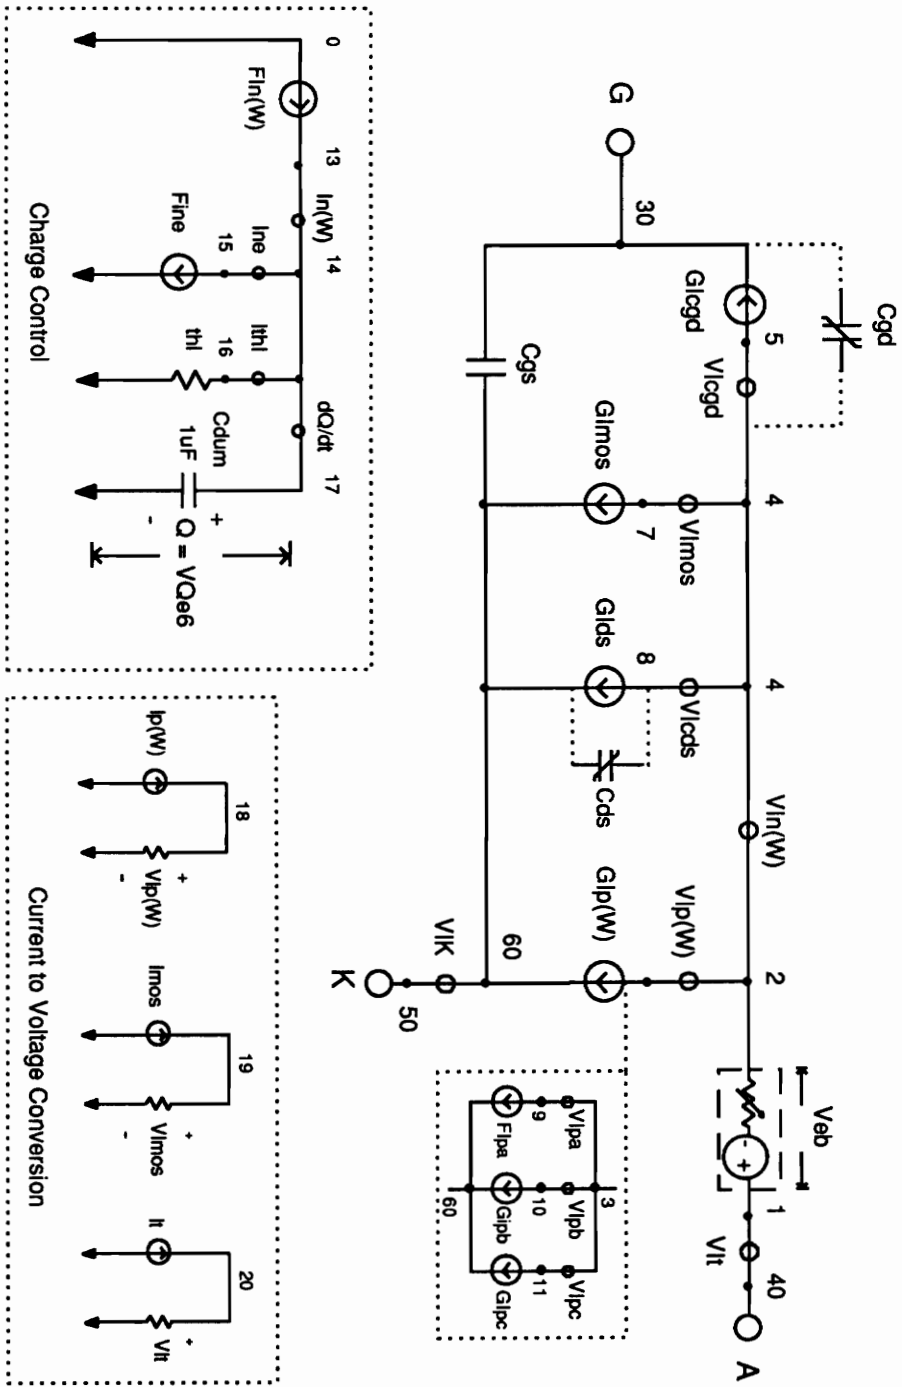 Cgd
Veb
GIcgd
5
VIcgd
4
4
VIn(W)
2
1
VIt
40
A
G
30
VImos
VIcds
VIp(W)
7
8
GImos
GIds
Cds
GIp(W)
Cgs
60
VIK
K
50
3
VIpa
VIpb
VIpc
9
10
11
FIpa
Gipb
GIpc
60
0
FIn(W)
13
In(W)
14
dQ/dt
17
Ine
15
Fine
Ithl
16
thl
Cdum
1uF
+
-
Q = VQe6
Charge Control
18
Ip(W)
+
VIp(W)
-
19
Imos
+
VImos
-
20
It
+
VIt
Current to Voltage Conversion